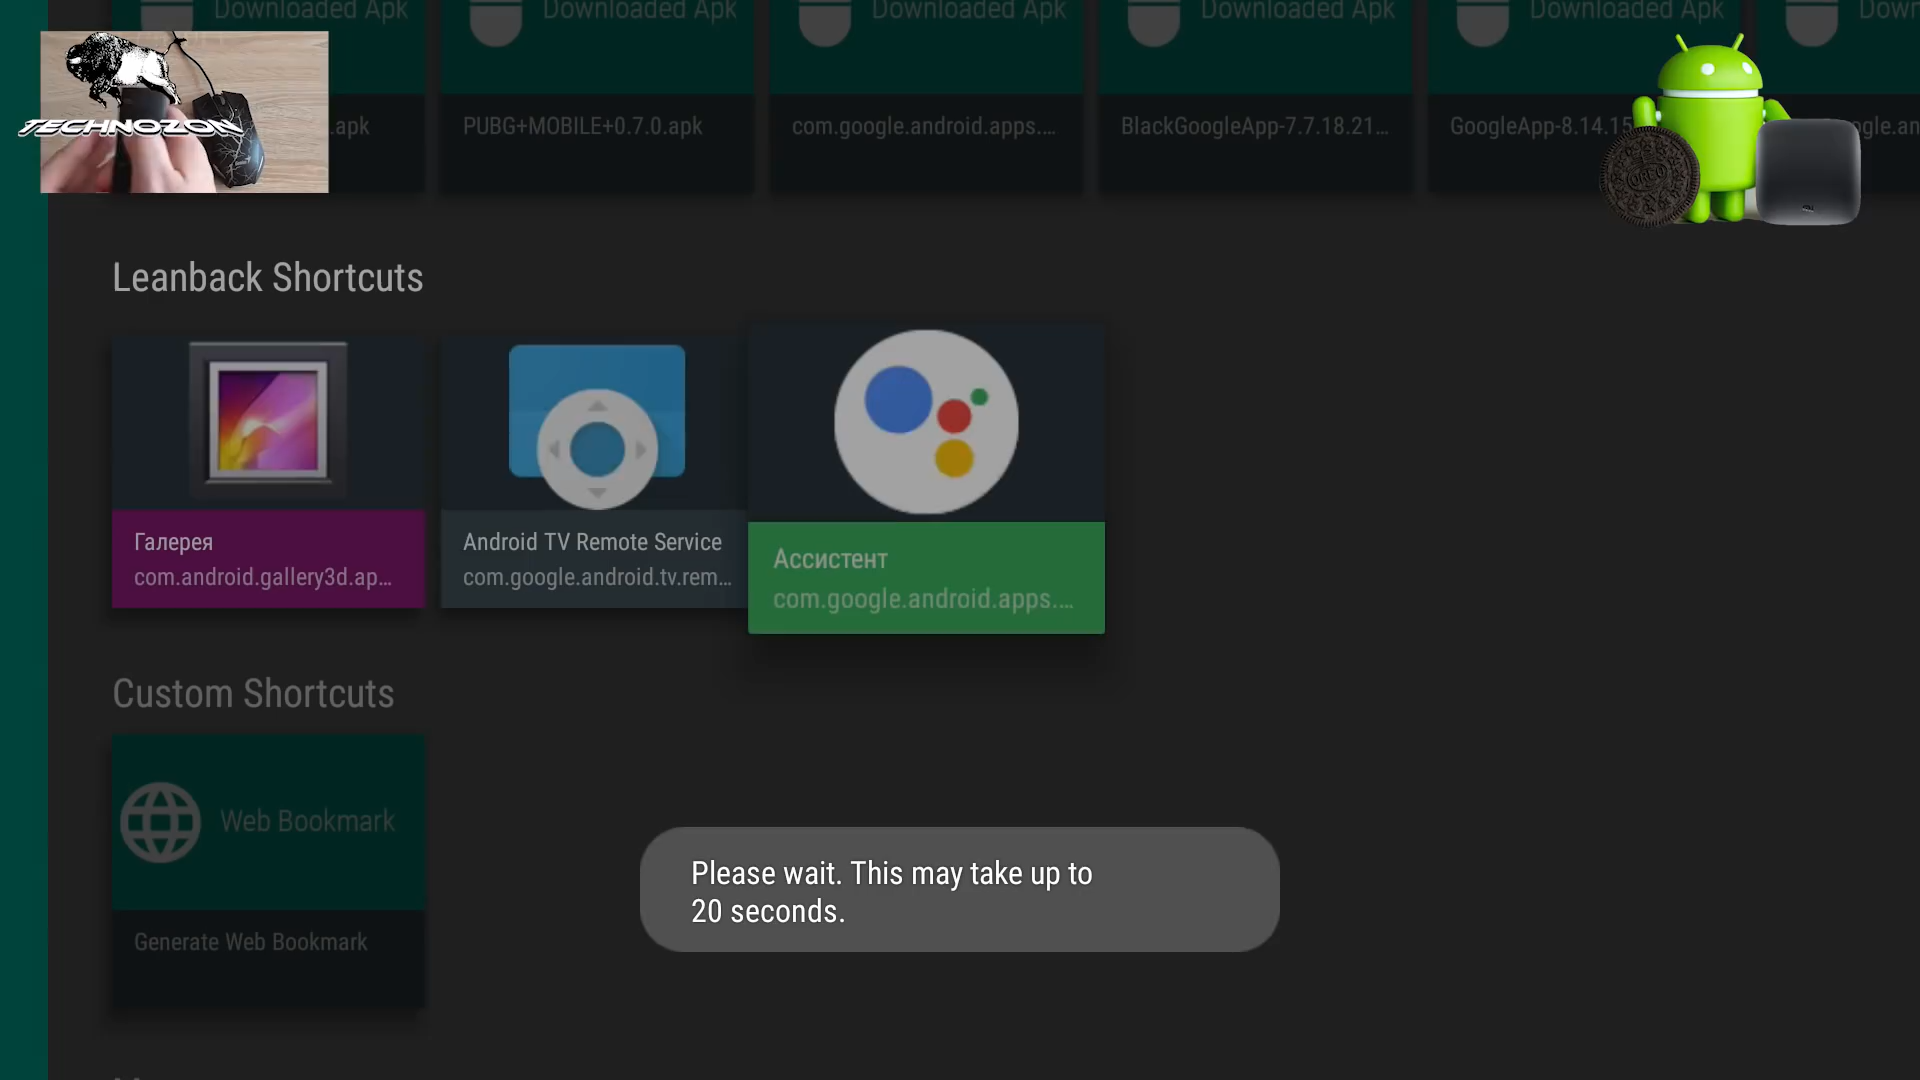 Downloaded Apk
Downloaded Apk
Downloaded Apk
Downloaded Apk
Downloaded Apk
TECHNOZON
.apk
PUBG+MOBILE+0.7.0.apk
com.google.android.apps....
BlackGoogleApp-7.7.18.21...
GoogleApp-8.14.15
OREO
Leanback Shortcuts
Галерея
com.android.gallery3d.ap...
Android TV Remote Service
com.google.android.tv.rem...
Ассистент
com.google.android.apps....
Custom Shortcuts
Web Bookmark
Generate Web Bookmark
Please wait. This may take up to
20 seconds.